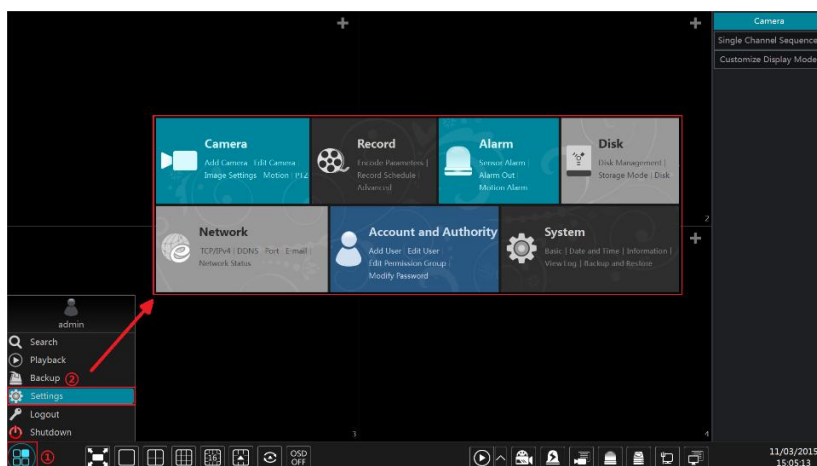 Camera
Single Channel Sequence
Customize Display Mode
Camera
Add Camera | Edit Camera |
Image Settings | Motion | PTZ
Record
Encode Parameters |
Record Schedule |
Advanced
Alarm
Sensor Alarm |
Alarm Out |
Motion Alarm
Disk
Disk Management |
Storage Mode | Disk
2
Network
TCP/IPv4 | DDNS | Port | E-mail |
Network Status
Account and Authority
Add User | Edit User |
Edit Permission Group |
Modify Password
System
Basic | Date and Time | Information |
View Log | Backup and Restore
admin
Search
Playback
Backup ②
Settings
Logout
Shutdown
3
4
①
16
OSD
OFF
11/03/2015
15:05:13